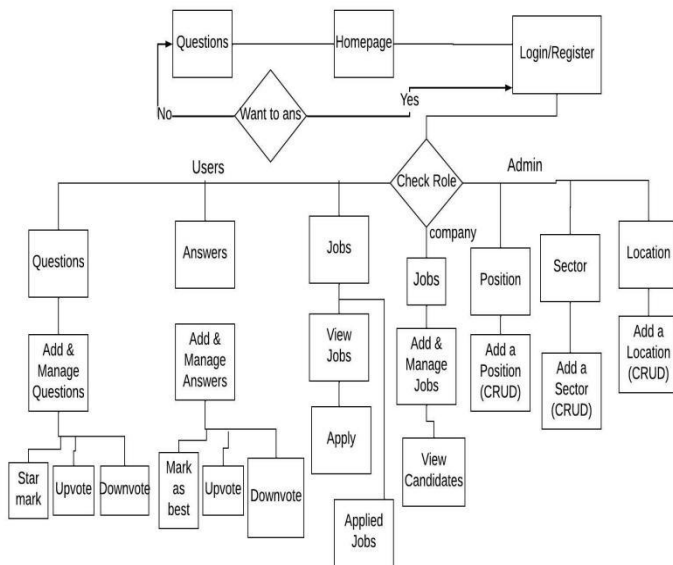 Questions
Homepage
Login/Register
No
Want to ans
Yes
Users
Check Role
Admin
company
Questions
Answers
Jobs
Jobs
Position
Sector
Location
Add &
Manage
Questions
Add &
Manage
Answers
View
Jobs
Add &
Manage
Jobs
Add a
Position
(CRUD)
Add a
Sector
(CRUD)
Add a
Location
(CRUD)
Star
mark
Upvote
Downvote
Mark
as
best
Upvote
Downvote
Apply
View
Candidates
Applied
Jobs